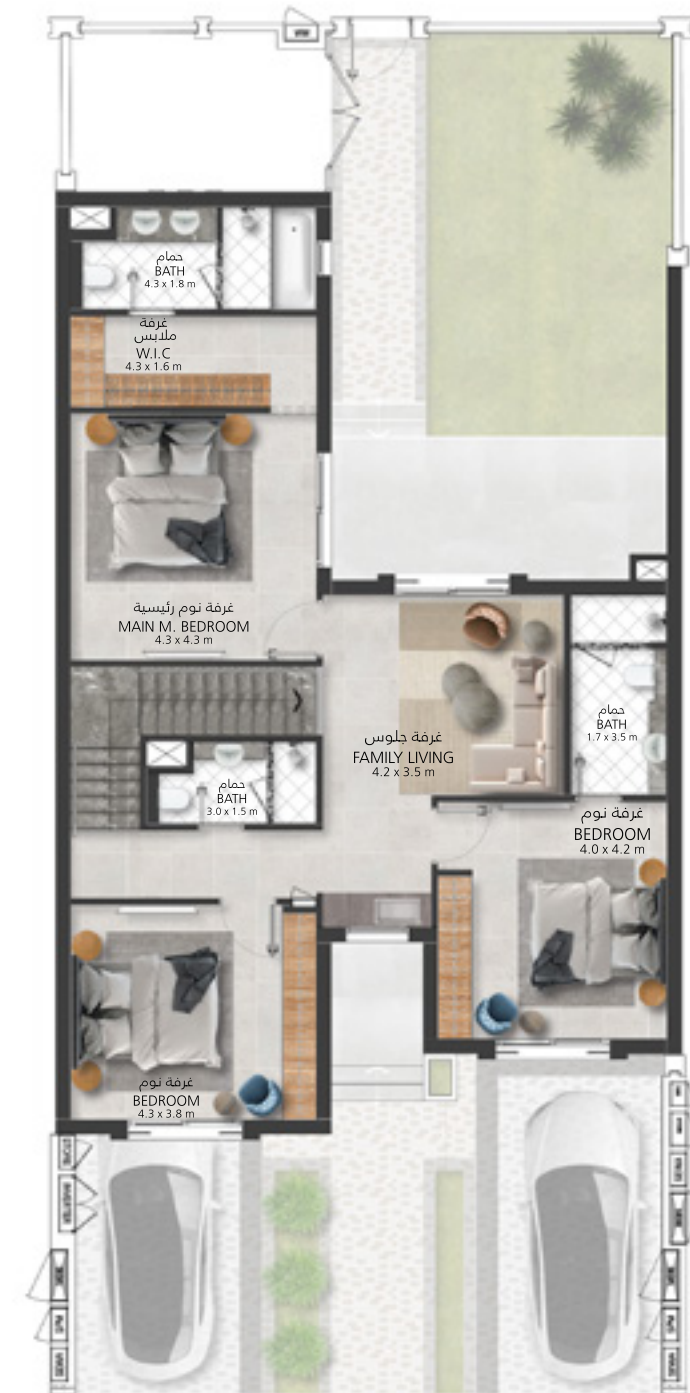 حمام
BATH
4.3 x 1.8 m
غرفة
ملابس
W.I.C
4.3 x 1.6 m
غرفة نوم رئيسية
MAIN M. BEDROOM
4.3 x 4.3 m
غرفة جلوس
FAMILY LIVING
4.2 x 3.5 m
حمام
BATH
1.7 x 3.5 m
حمام
BATH
3.0 x 1.5 m
غرفة نوم
BEDROOM
4.0 x 4.2 m
غرفة نوم
BEDROOM
4.3 x 3.8 m